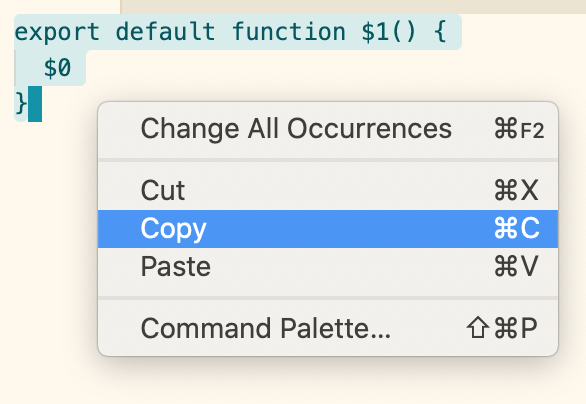 export default function $1() {
  $0
}
Change All Occurrences ⌘F2
Cut ⌘X
Copy ⌘C
Paste ⌘V
Command Palette... ⇧⌘P